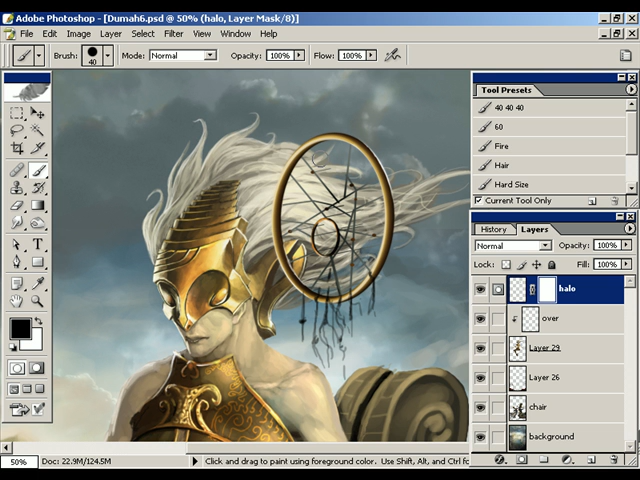 Adobe Photoshop - [Dumah6.psd @ 50% (halo, Layer Mask/8)]
File Edit Image Layer Select Filter View Window Help
Brush: 40 Mode: Normal Opacity: 100% Flow: 100%
Tool Presets
40 40 40
60
Fire
Hair
Hard Size
Current Tool Only
History Layers
Normal Opacity: 100%
Lock: Fill: 100%
halo
over
Layer 29
Layer 26
chair
background
50% Doc: 22.9M/124.5M Click and drag to paint using foreground color. Use Shift, Alt, and Ctrl fo